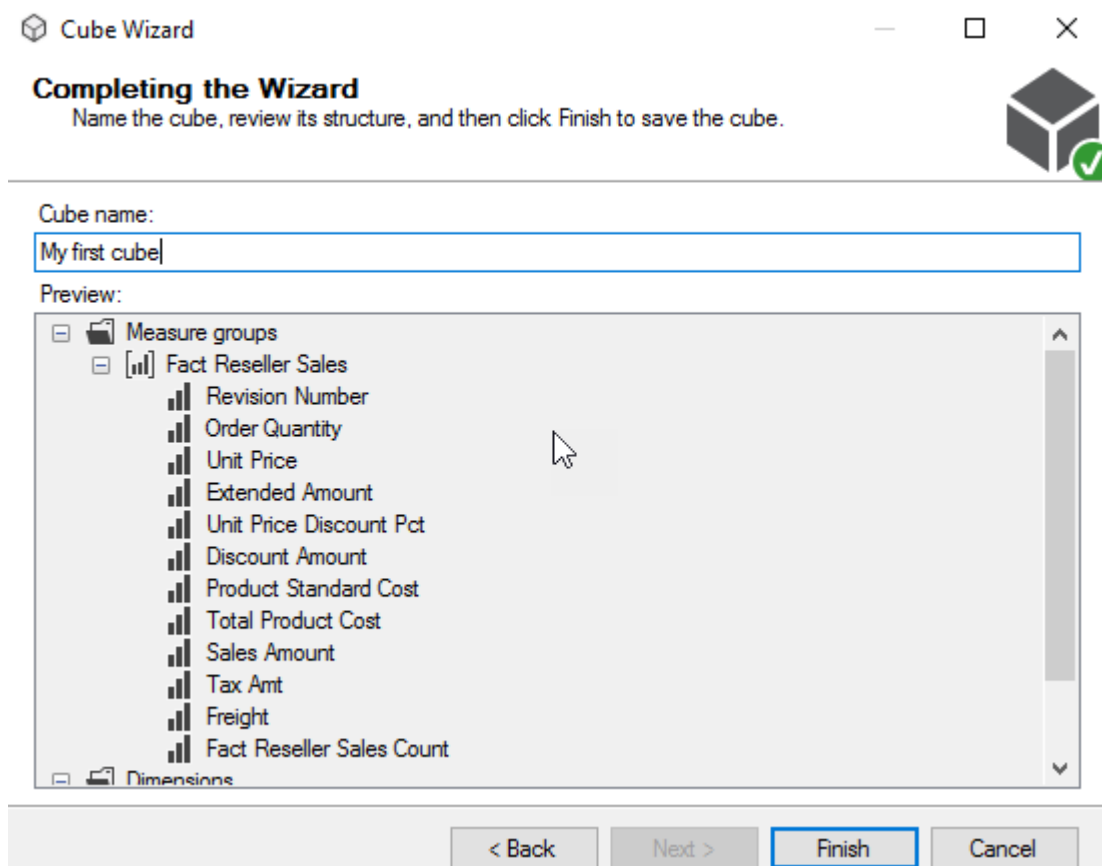 Cube Wizard
Completing the Wizard
Name the cube, review its structure, and then click Finish to save the cube.
Cube name:
My first cube
Preview:
Measure groups
Fact Reseller Sales
Revision Number
Order Quantity
Unit Price
Extended Amount
Unit Price Discount Pct
Discount Amount
Product Standard Cost
Total Product Cost
Sales Amount
Tax Amt
Freight
Fact Reseller Sales Count
Dimensions
< Back Next > Finish Cancel